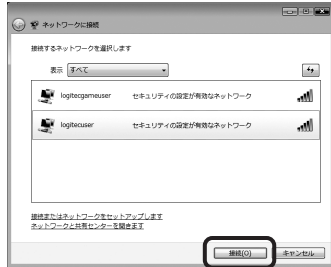 ネットワークに接続
接続するネットワークを選択します
表示 すべて
logitecgameuser セキュリティの設定が有効なネットワーク
logitecuser セキュリティの設定が有効なネットワーク
接続またはネットワークをセットアップします
ネットワークと共有センターを開きます
接続(O) キャンセル